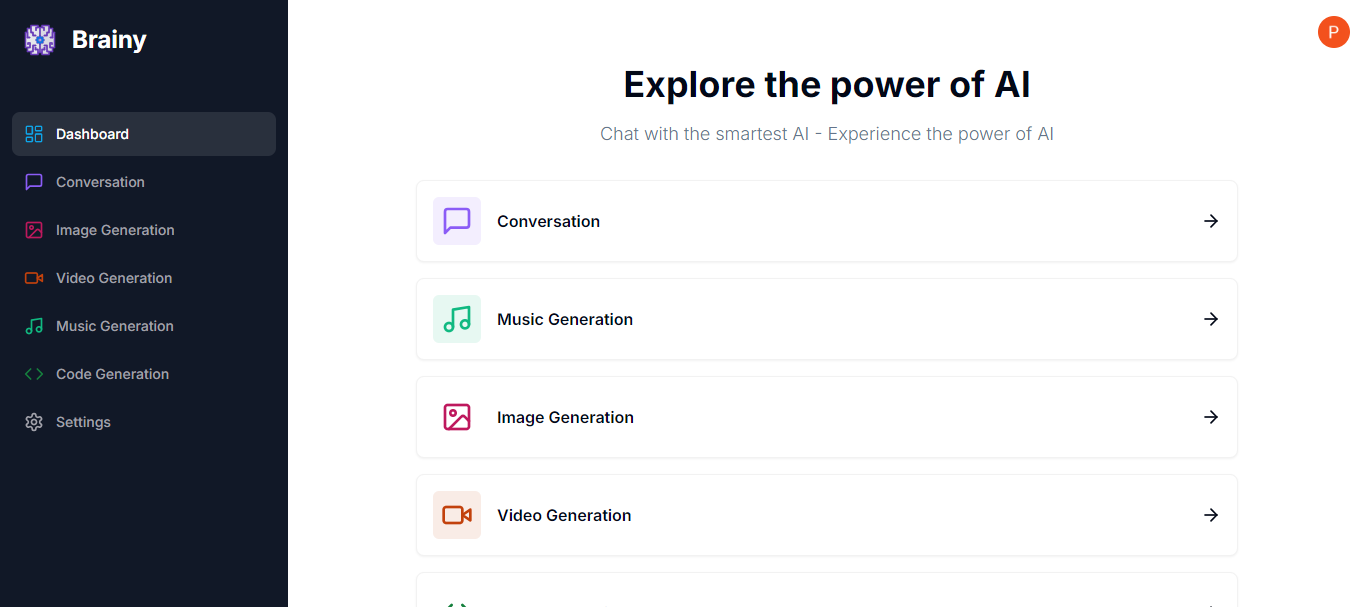 Brainy
Dashboard
Conversation
Image Generation
Video Generation
Music Generation
Code Generation
Settings
P
Explore the power of AI
Chat with the smartest AI - Experience the power of AI
Conversation
Music Generation
Image Generation
Video Generation